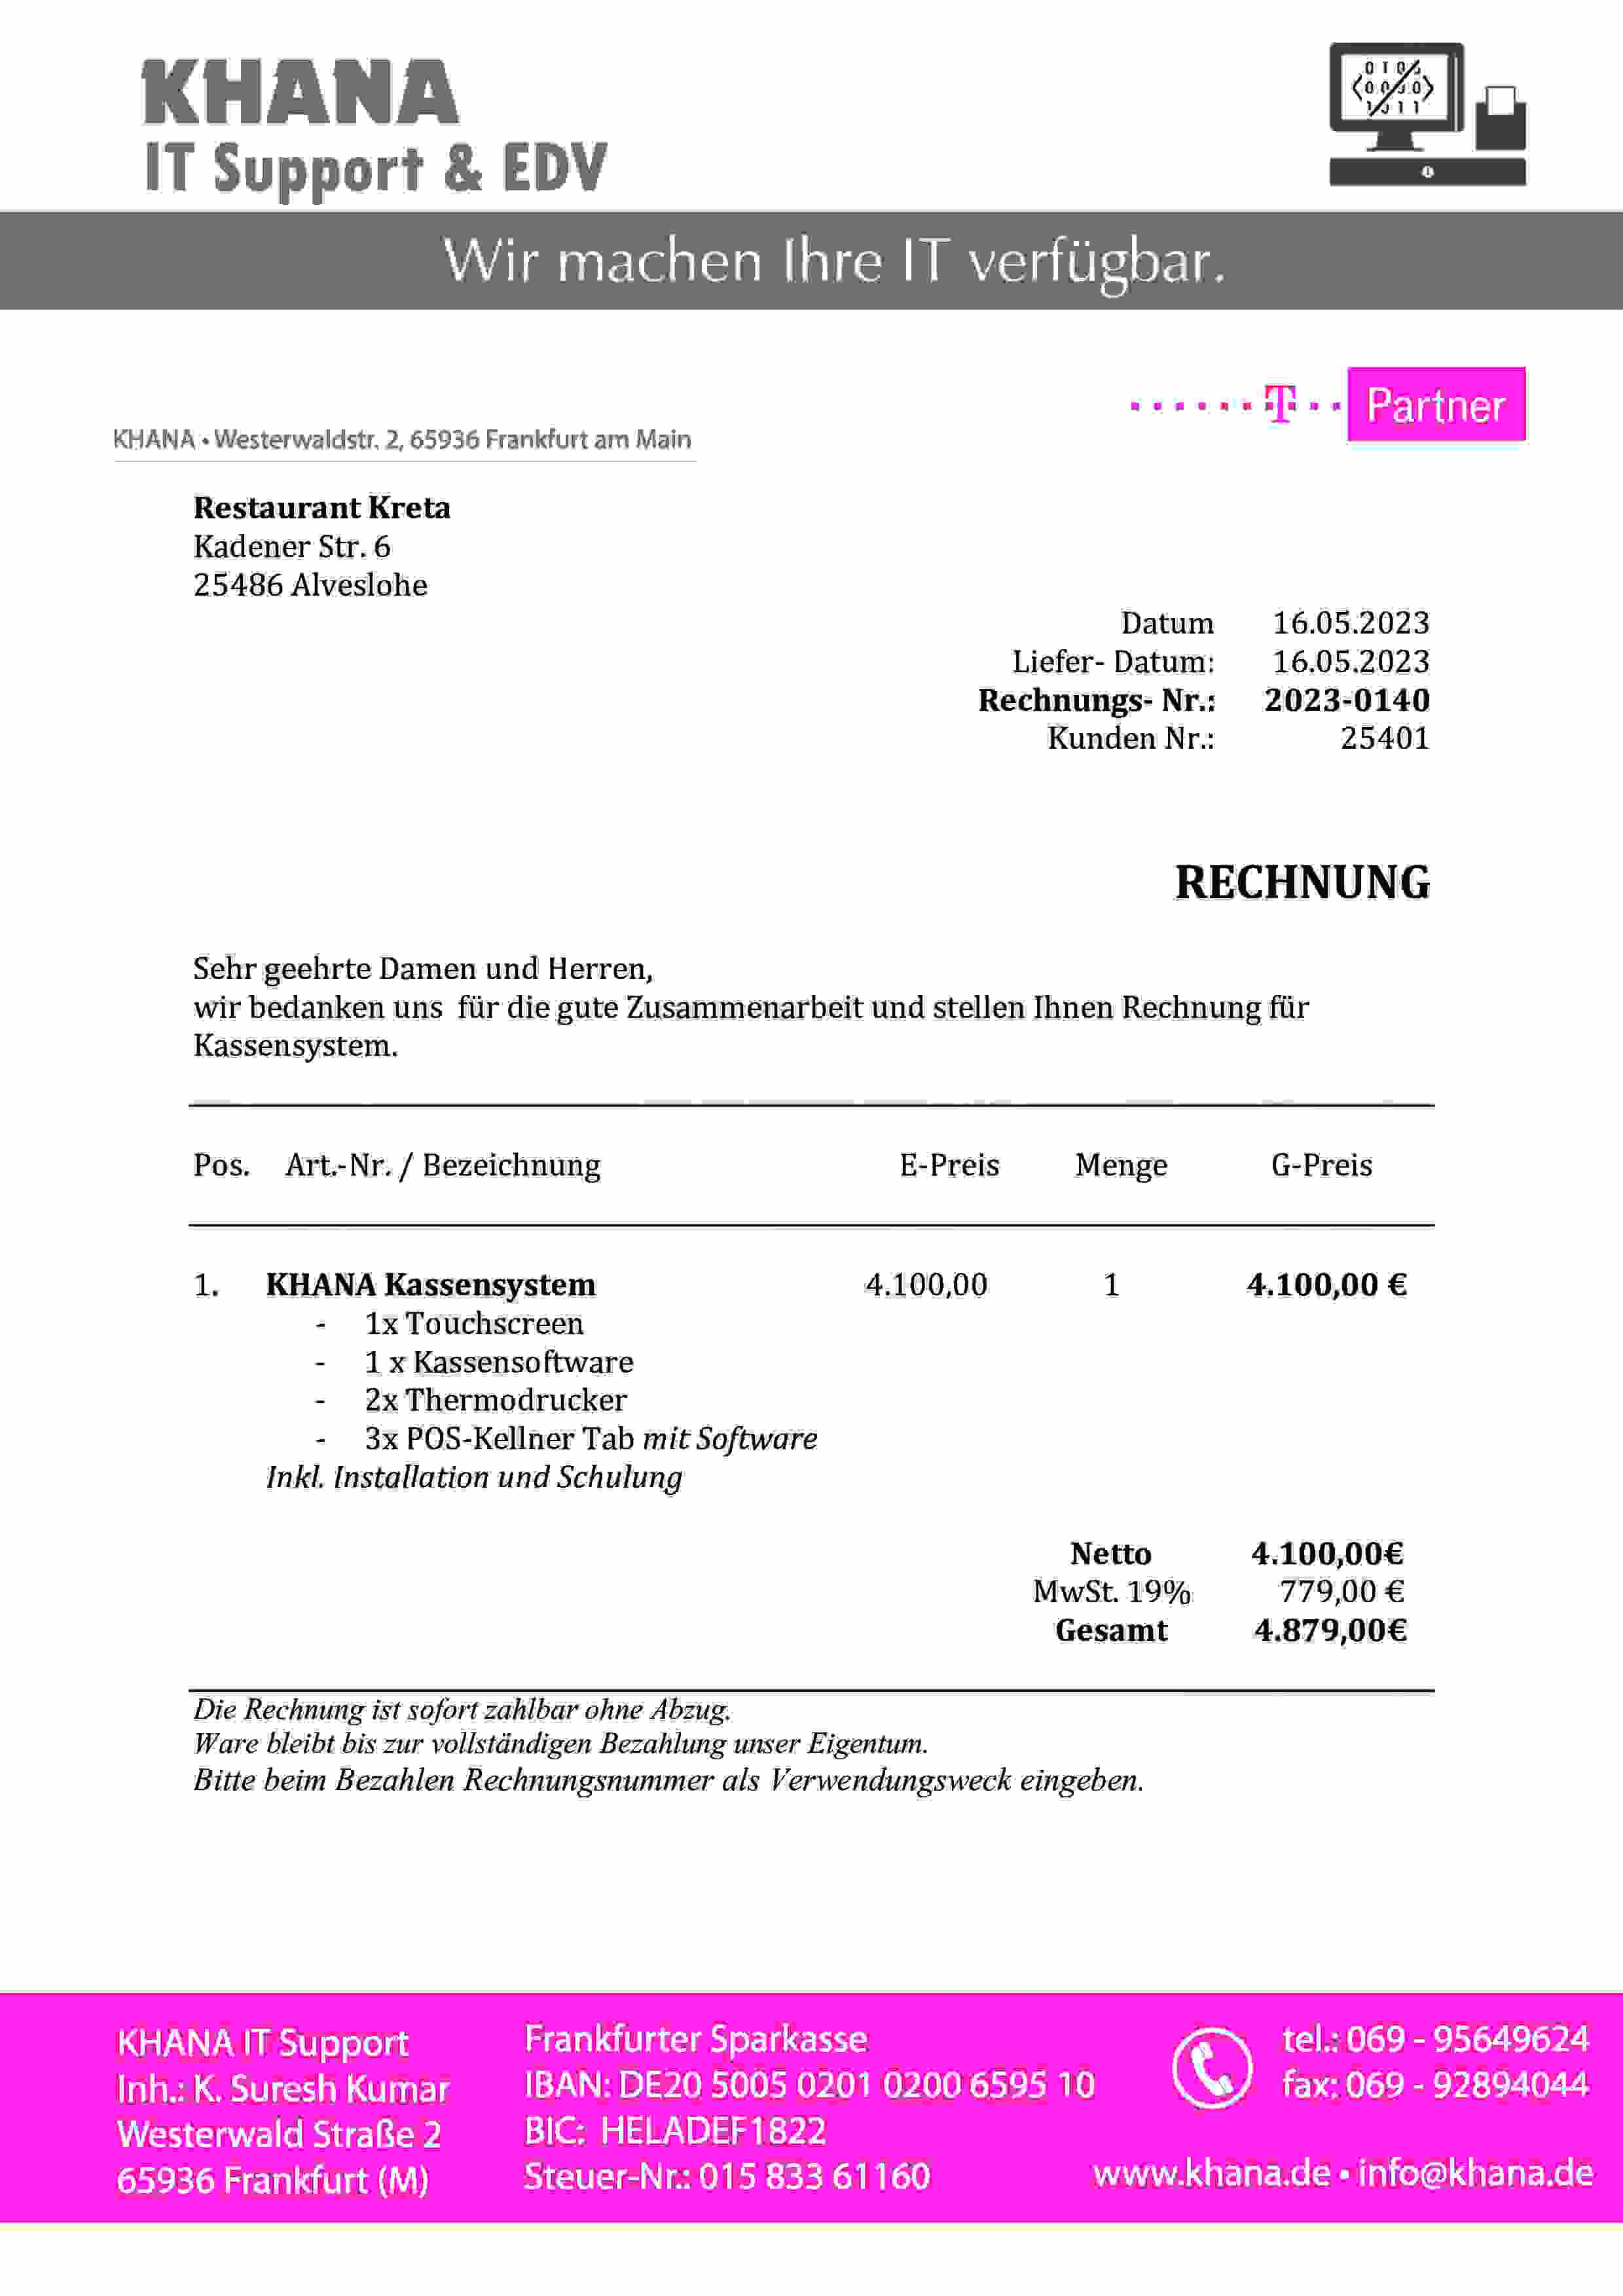 KHANA
IT Support & EDV
Wir machen Ihre IT verfügbar.
T Partner
KHANA • Westerwaldstr. 2, 65936 Frankfurt am Main
Restaurant Kreta
Kadener Str. 6
25486 Alveslohe
Datum 16.05.2023
Liefer- Datum: 16.05.2023
Rechnungs- Nr.: 2023-0140
Kunden Nr.: 25401
RECHNUNG
Sehr geehrte Damen und Herren,
wir bedanken uns für die gute Zusammenarbeit und stellen Ihnen Rechnung für
Kassensystem.
Pos. Art.-Nr. / Bezeichnung E-Preis Menge G-Preis
1. KHANA Kassensystem 4.100,00 1 4.100,00 €
- 1x Touchscreen
- 1 x Kassensoftware
- 2x Thermodrucker
- 3x POS-Kellner Tab mit Software
Inkl. Installation und Schulung
Netto 4.100,00€
MwSt. 19% 779,00 €
Gesamt 4.879,00€
Die Rechnung ist sofort zahlbar ohne Abzug.
Ware bleibt bis zur vollständigen Bezahlung unser Eigentum.
Bitte beim Bezahlen Rechnungsnummer als Verwendungsweck eingeben.
KHANA IT Support
Inh.: K. Suresh Kumar
Westerwald Straße 2
65936 Frankfurt (M)
Frankfurter Sparkasse
IBAN: DE20 5005 0201 0200 6595 10
BIC: HELADEF1822
Steuer-Nr.: 015 833 61160
tel.: 069 - 95649624
fax: 069 - 92894044
www.khana.de • info@khana.de